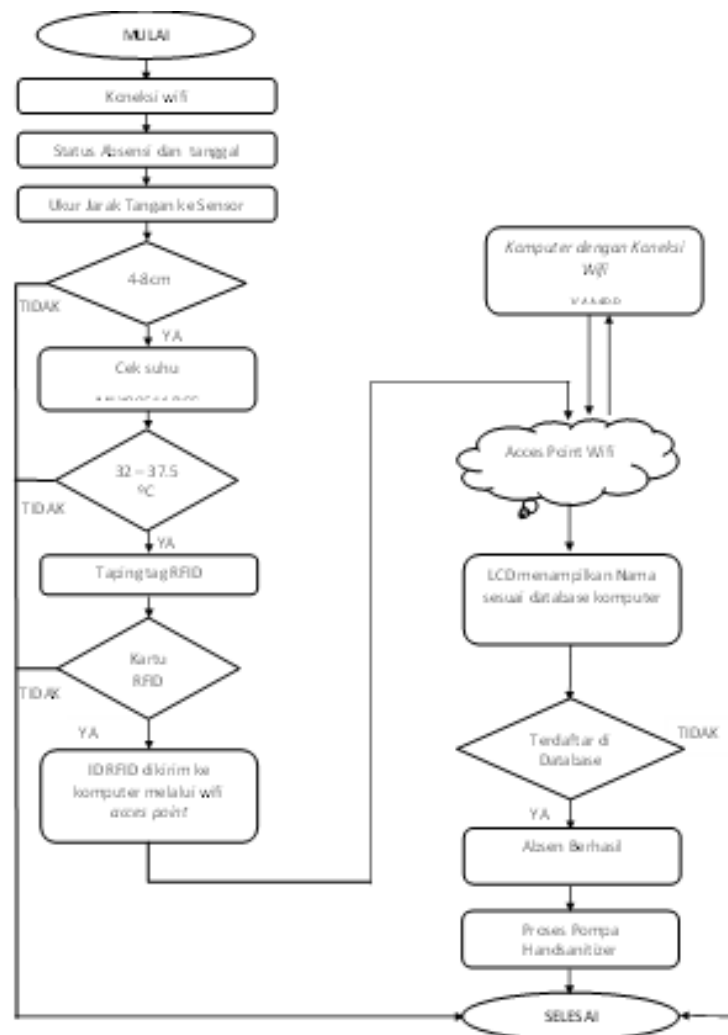 MULAI
Koneksi wifi
Status Absensi dan tanggal
Ukur Jarak Tangan ke Sensor
4-8cm
TIDAK
YA
Cek suhu
32 – 37.5
°C
TIDAK
YA
Taping tag RFID
Kartu
RFID
TIDAK
YA
ID RFID dikirim ke
komputer melalui wifi
acces point
Komputer dengan Koneksi
Wifi
Acces Point Wifi
LCD menampilkan Nama
sesuai database komputer
Terdaftar di
Database
TIDAK
YA
Absen Berhasil
Proses Pompa
Handsanitizer
SELESAI